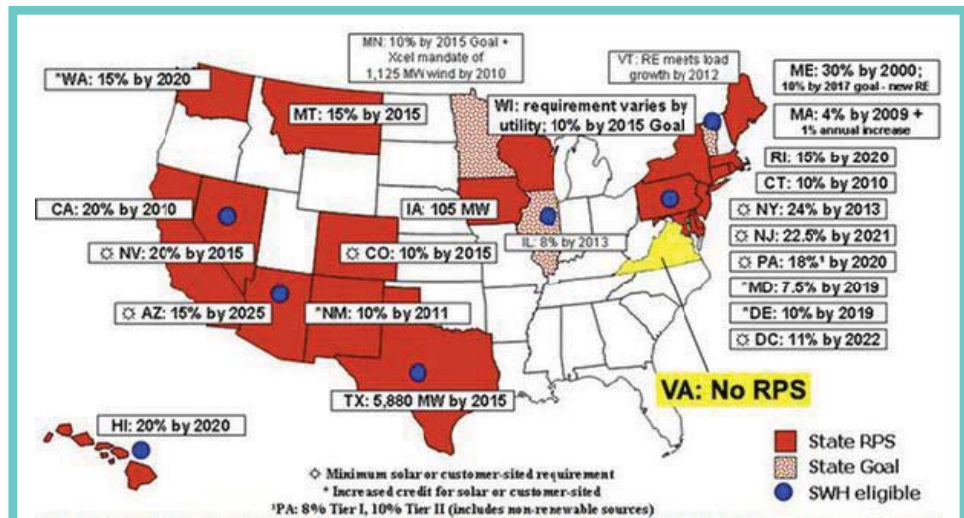 MN: 10% by 2015 Goal +
Xcel mandate of
1,125 MW wind by 2010
VT: RE meets load
growth by 2012
ME: 30% by 2000;
10% by 2017 goal - new RE
*WA: 15% by 2020
MT: 15% by 2015
WI: requirement varies by
utility; 10% by 2015 Goal
MA: 4% by 2009 +
1% annual increase
RI: 15% by 2020
CT: 10% by 2010
CA: 20% by 2010
IA: 105 MW
☼ NY: 24% by 2013
IL: 8% by 2013
☼ NV: 20% by 2015
☼ CO: 10% by 2015
☼ NJ: 22.5% by 2021
☼ PA: 18%¹ by 2020
*MD: 7.5% by 2019
☼ AZ: 15% by 2025
*NM: 10% by 2011
*DE: 10% by 2019
☼ DC: 11% by 2022
VA: No RPS
TX: 5,880 MW by 2015
HI: 20% by 2020
State RPS
State Goal
SWH eligible
☼ Minimum solar or customer-sited requirement
* Increased credit for solar or customer-sited
¹PA: 8% Tier I, 10% Tier II (includes non-renewable sources)